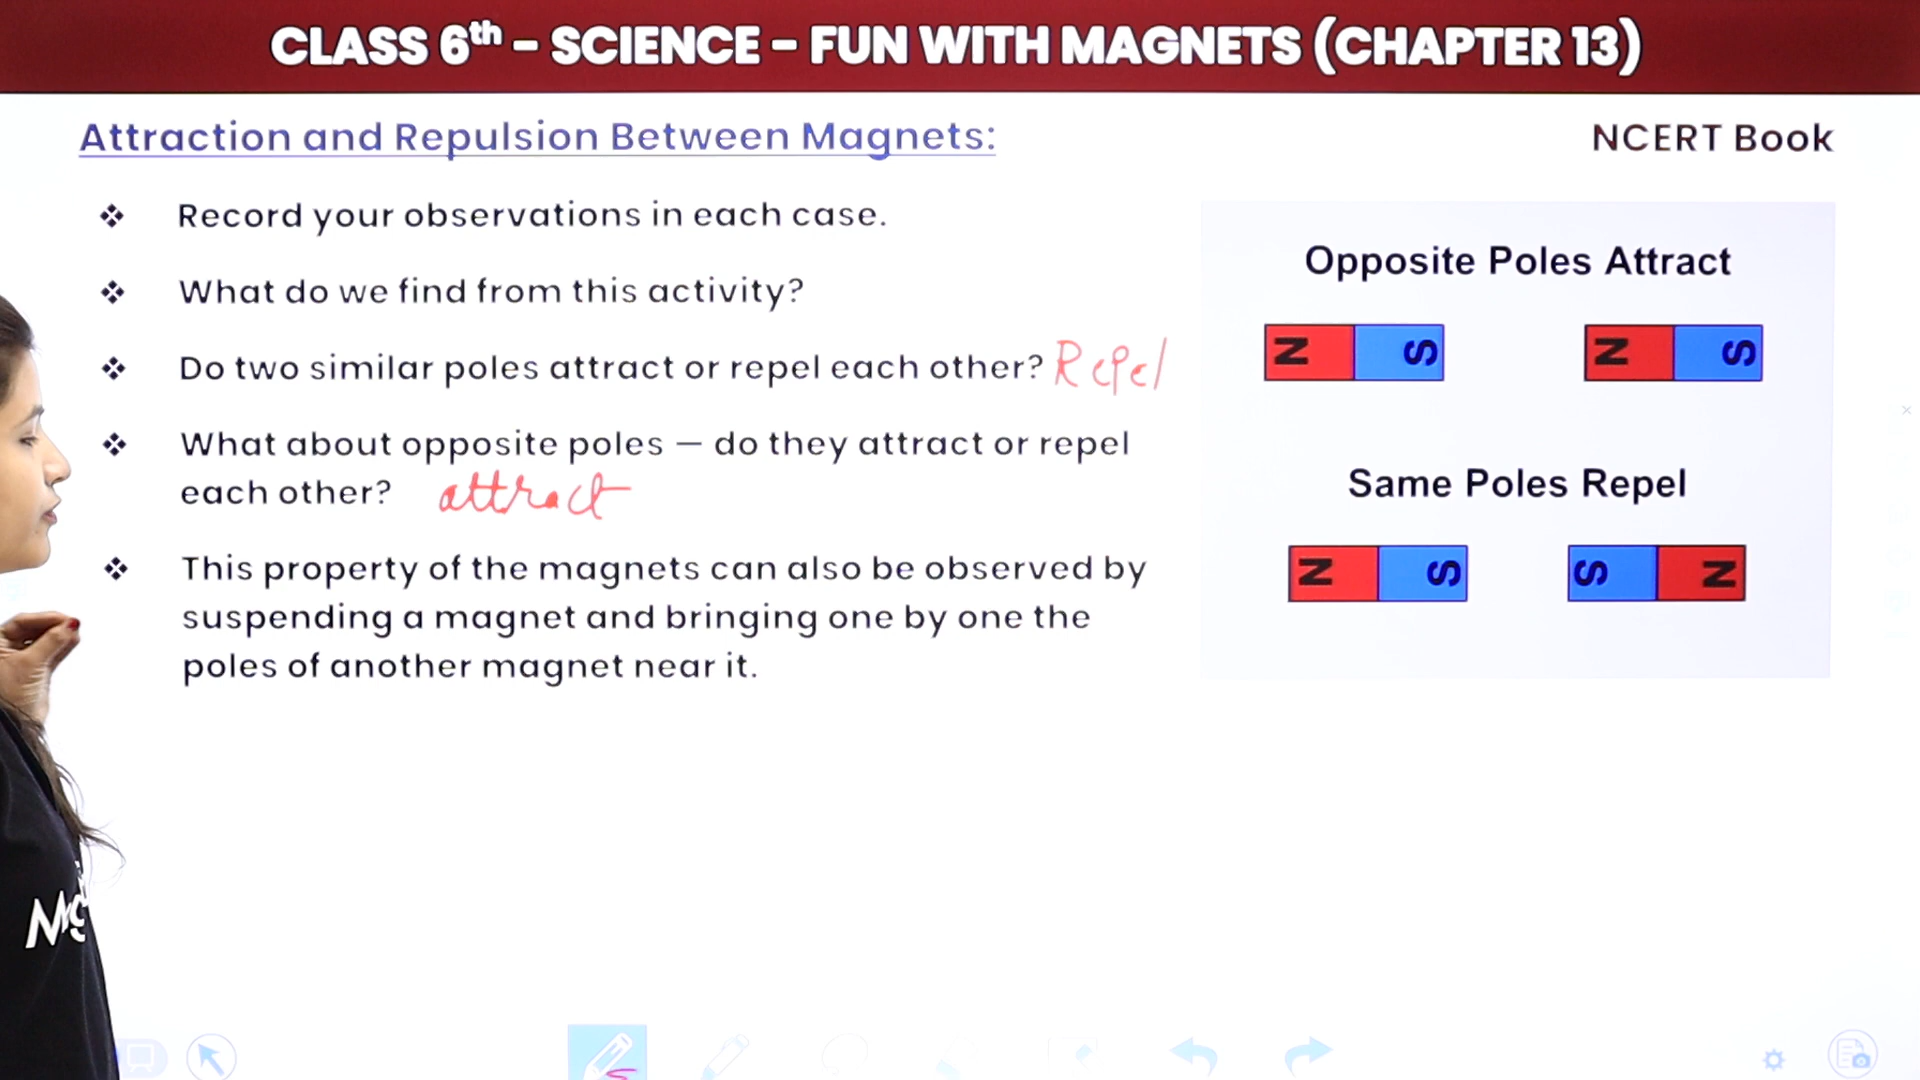 CLASS 6th – SCIENCE – FUN WITH MAGNETS (CHAPTER 13)
Attraction and Repulsion Between Magnets:
NCERT Book
❖ Record your observations in each case.
❖ What do we find from this activity?
❖ Do two similar poles attract or repel each other? Repel
❖ What about opposite poles – do they attract or repel
each other? attract
❖ This property of the magnets can also be observed by
suspending a magnet and bringing one by one the
poles of another magnet near it.
Opposite Poles Attract
N S N S
Same Poles Repel
N S S N